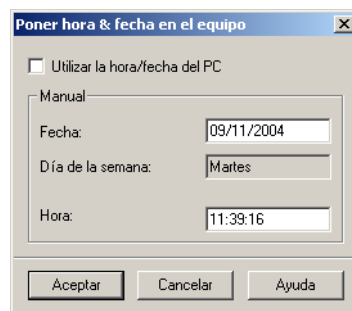 Poner hora & fecha en el equipo
Utilizar la hora/fecha del PC
Manual
Fecha: 09/11/2004
Día de la semana: Martes
Hora: 11:39:16
Aceptar Cancelar Ayuda